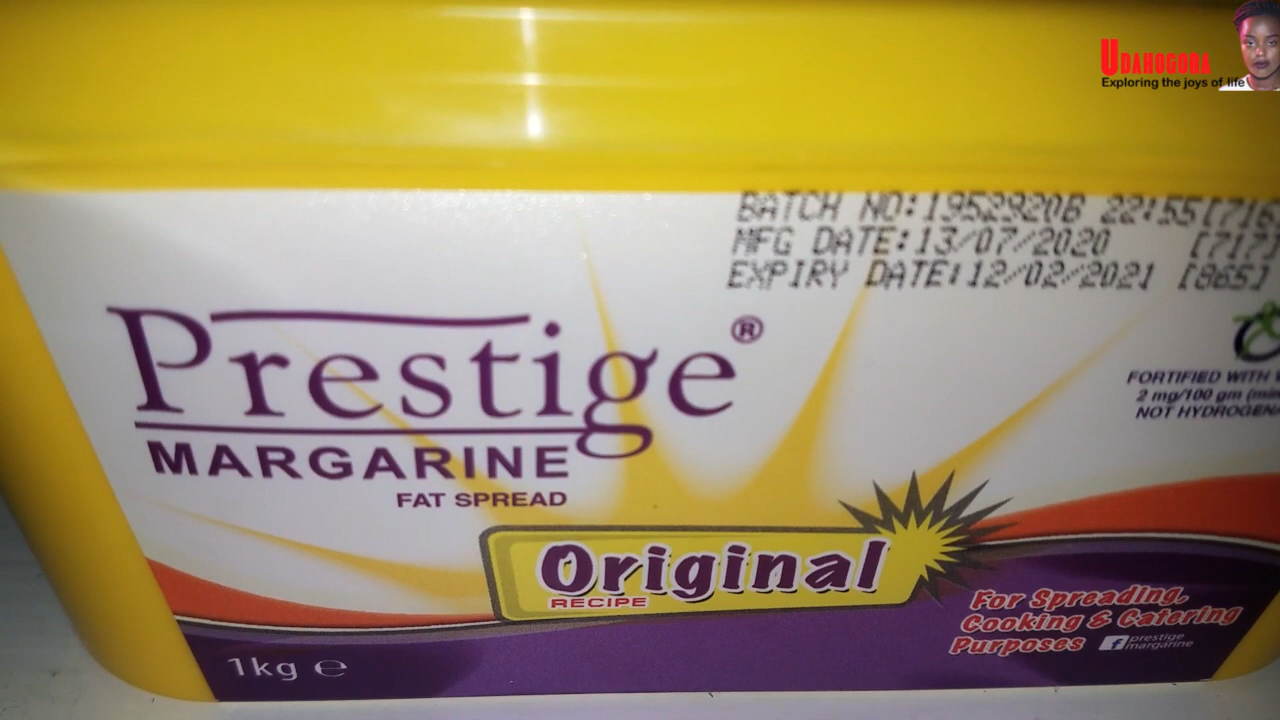 UDAHOGORA
Exploring the joys of life
BATCH NO:1952920B 22:55[716
MFG DATE:13/07/2020 [717]
EXPIRY DATE:12/02/2021 [865]
Prestige®
MARGARINE
FAT SPREAD
FORTIFIED WITH
2 mg/100 gm
NOT
Original
RECIPE
For Spreading,
Cooking & Catering
Purposes
f prestige
margarine
1kg ℮